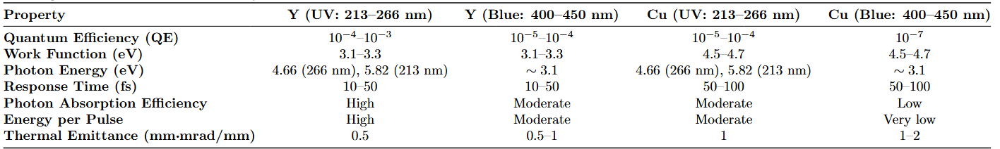 Property Y (UV: 213–266 nm) Y (Blue: 400–450 nm) Cu (UV: 213–266 nm) Cu (Blue: 400–450 nm)
Quantum Efficiency (QE) 10⁻⁴–10⁻³ 10⁻⁵–10⁻⁴ 10⁻⁵–10⁻⁴ 10⁻⁷
Work Function (eV) 3.1–3.3 3.1–3.3 4.5–4.7 4.5–4.7
Photon Energy (eV) 4.66 (266 nm), 5.82 (213 nm) ∼ 3.1 4.66 (266 nm), 5.82 (213 nm) ∼ 3.1
Response Time (fs) 10–50 10–50 50–100 50–100
Photon Absorption Efficiency High Moderate Moderate Low
Energy per Pulse High Moderate Moderate Very low
Thermal Emittance (mm·mrad/mm) 0.5 0.5–1 1 1–2